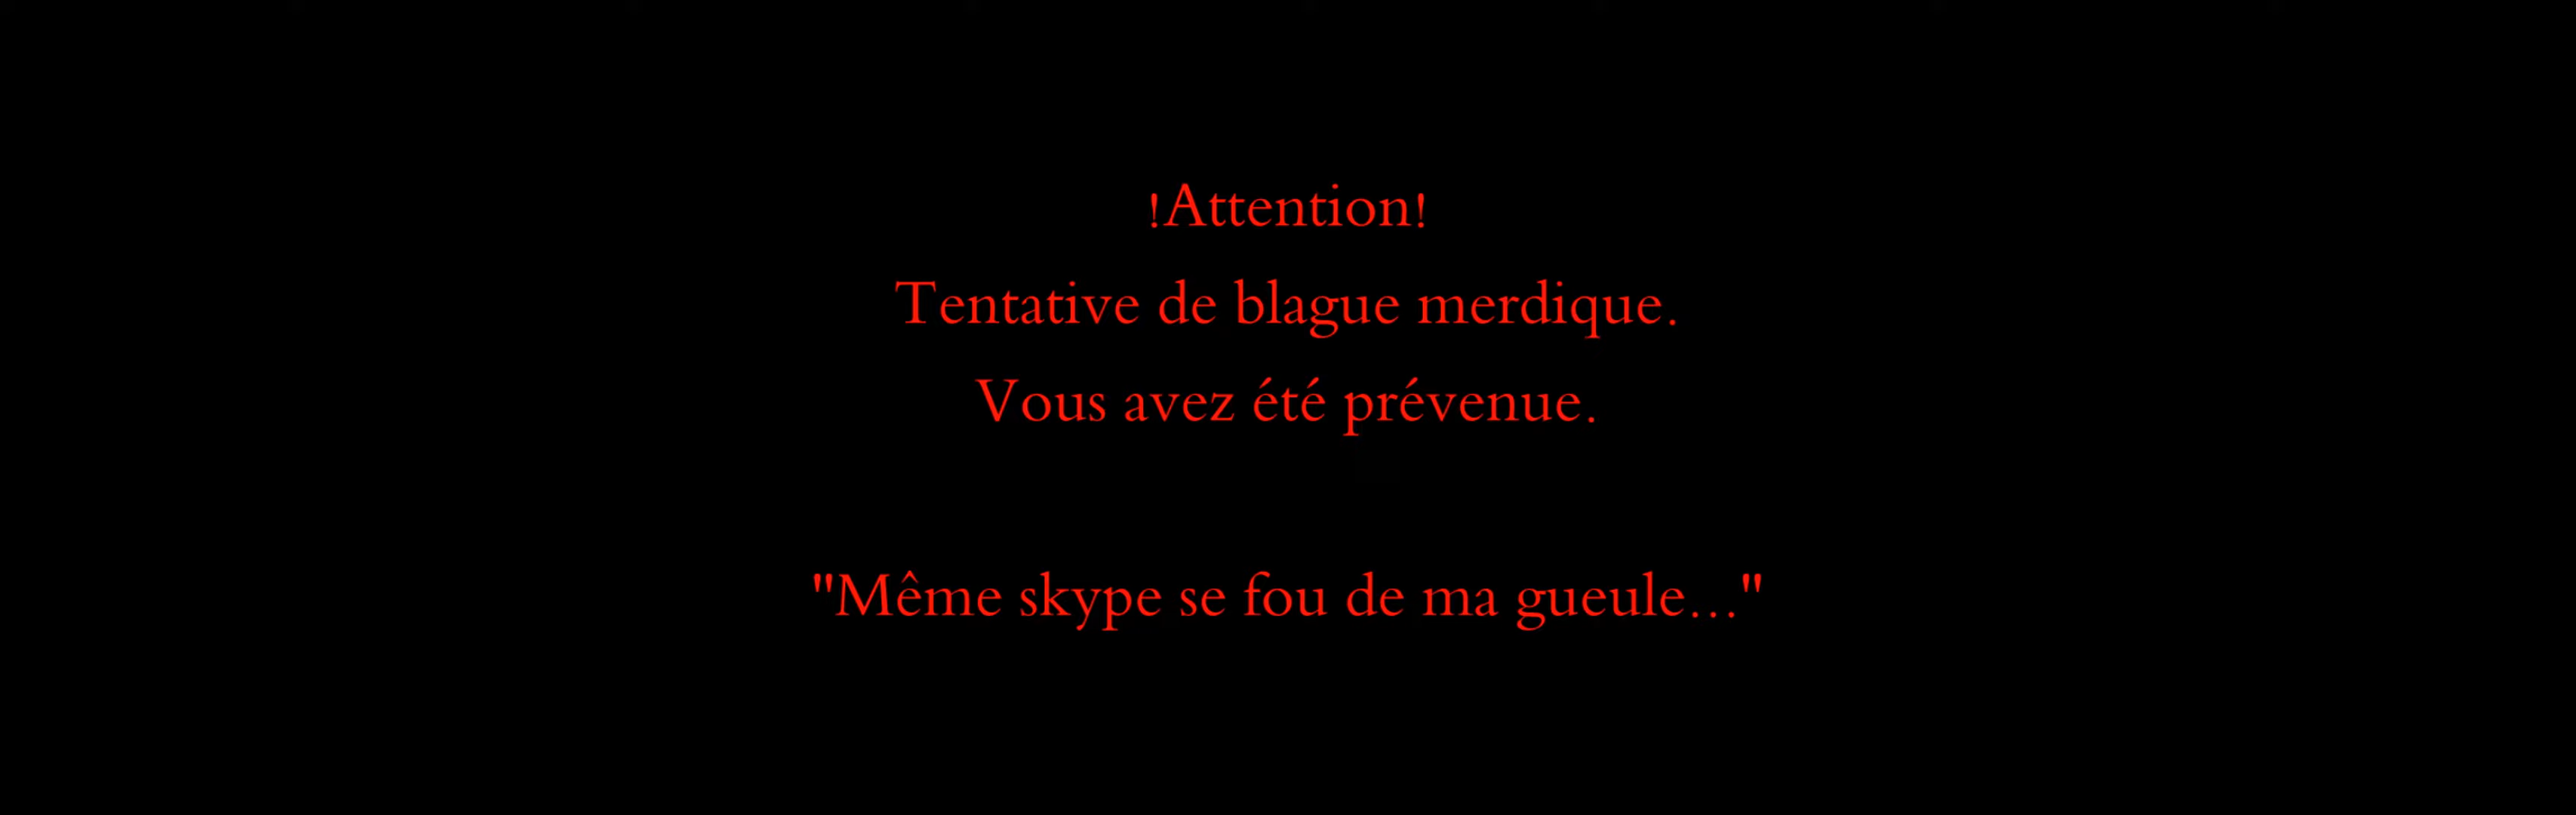 !Attention!
Tentative de blague merdique.
Vous avez été prévenue.
"Même skype se fou de ma gueule..."